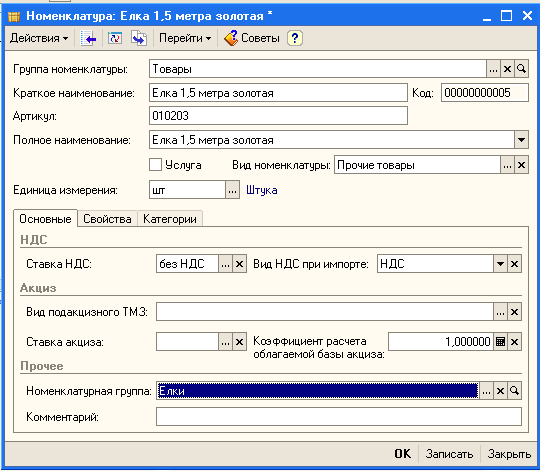 Номенклатура: Елка 1,5 метра золотая *
Действия Перейти Советы ?
Группа номенклатуры: Товары ... ×
Краткое наименование: Елка 1,5 метра золотая Код: 00000000005
Артикул: 010203
Полное наименование: Елка 1,5 метра золотая
Услуга Вид номенклатуры: Прочие товары ... ×
Единица измерения: шт ... Штука
Основные Свойства Категории
НДС
Ставка НДС: без НДС ... × Вид НДС при импорте: НДС ×
Акциз
Вид подакцизного ТМЗ: ... ×
Ставка акциза: ... × Коэффициент расчета
облагаемой базы акциза: 1,000000 ×
Прочее
Номенклатурная группа: Елки ... ×
Комментарий:
OK Записать Закрыть